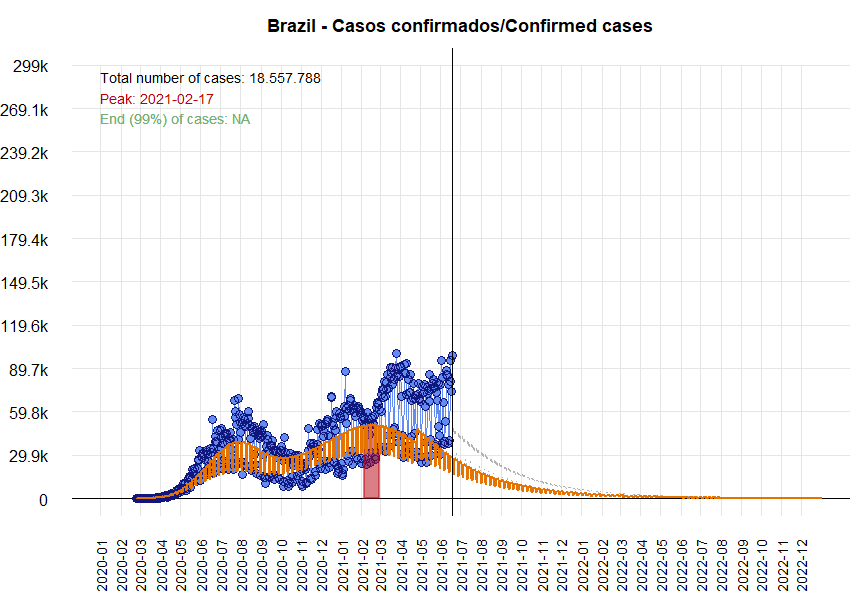 Brazil - Casos confirmados/Confirmed cases
299k
269.1k
239.2k
209.3k
179.4k
149.5k
119.6k
89.7k
59.8k
29.9k
0
Total number of cases: 18.557.788
Peak: 2021-02-17
End (99%) of cases: NA
2020-01
2020-02
2020-03
2020-04
2020-05
2020-06
2020-07
2020-08
2020-09
2020-10
2020-11
2020-12
2021-01
2021-02
2021-03
2021-04
2021-05
2021-06
2021-07
2021-08
2021-09
2021-10
2021-11
2021-12
2022-01
2022-02
2022-03
2022-04
2022-05
2022-06
2022-07
2022-08
2022-09
2022-10
2022-11
2022-12